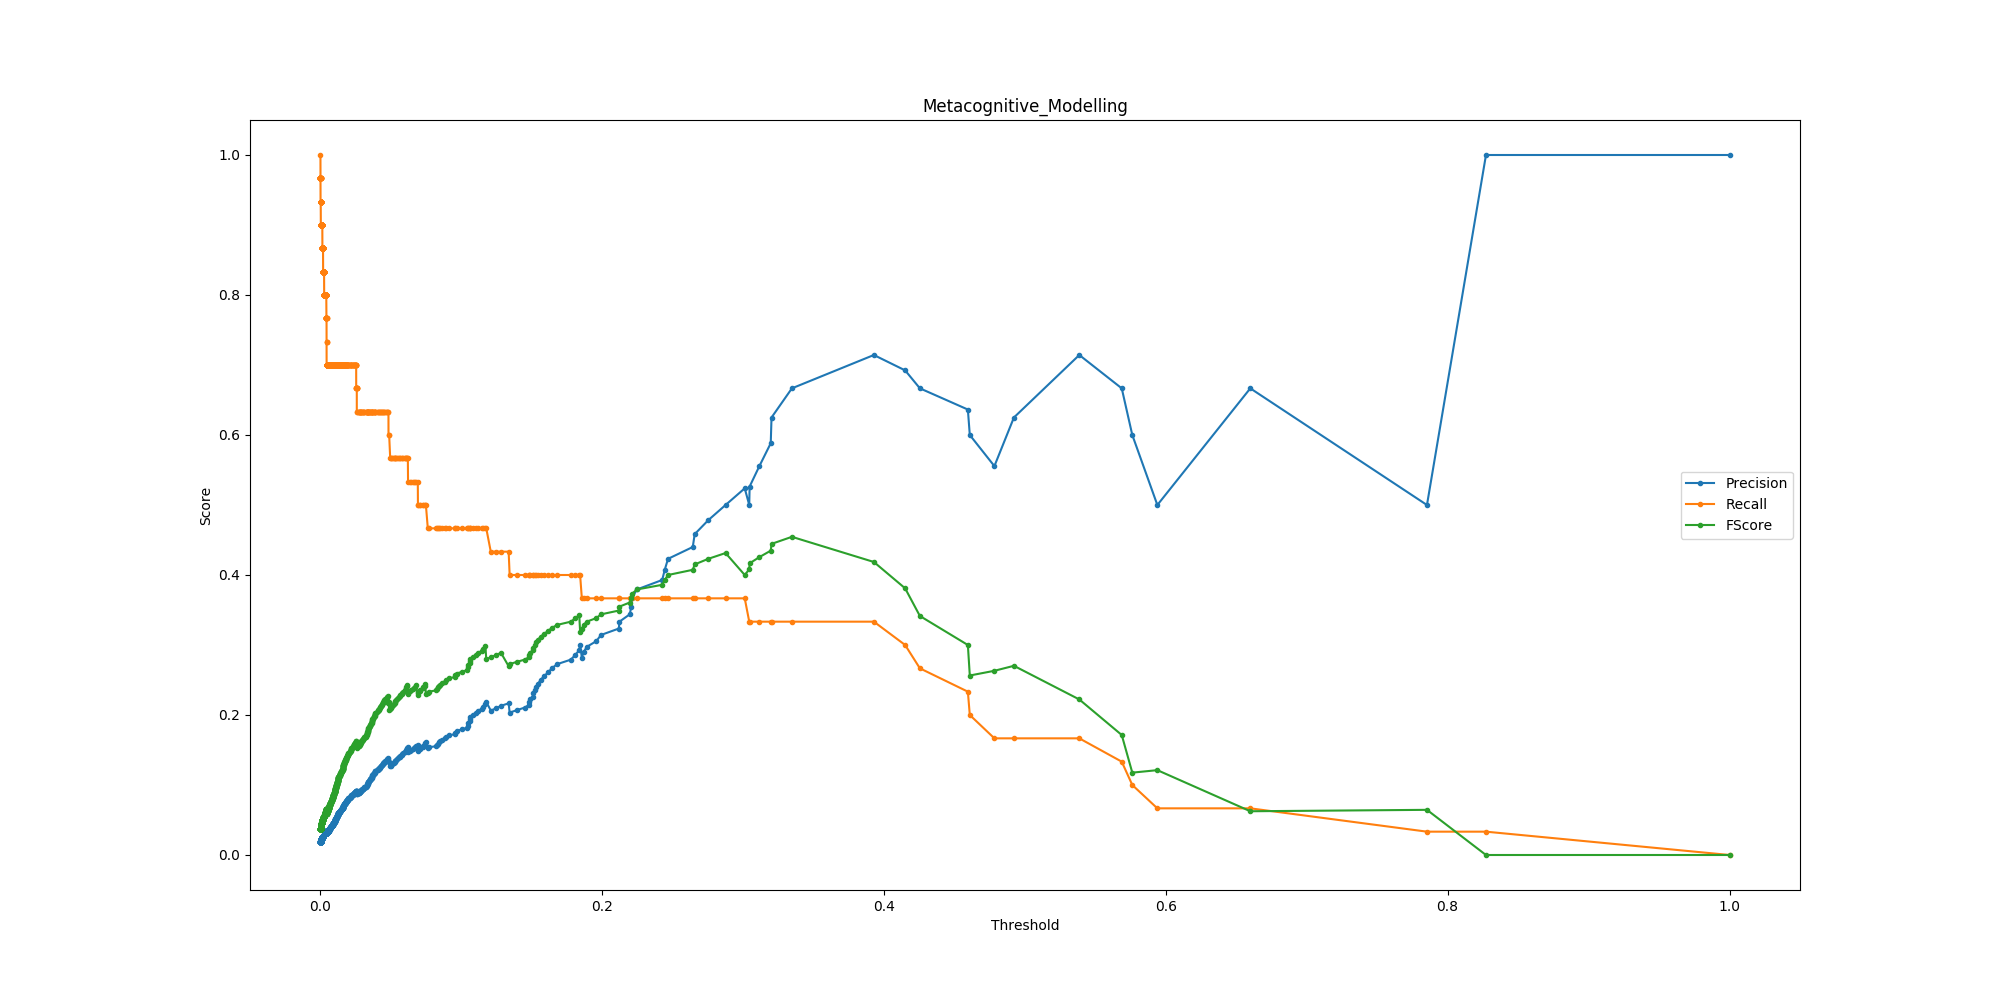 Metacognitive_Modelling
1.0
0.8
0.6
0.4
0.2
0.0
Score
Precision
Recall
FScore
0.0 0.2 0.4 0.6 0.8 1.0
Threshold